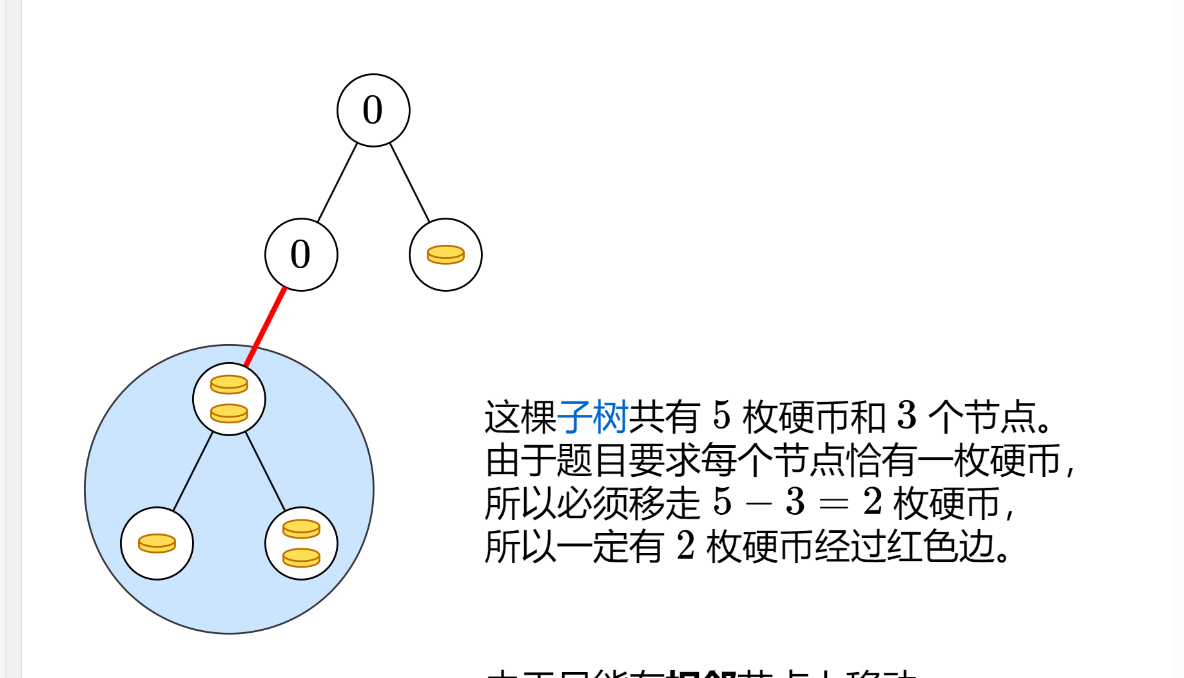 0
0
这棵子树共有 5 枚硬币和 3 个节点。
由于题目要求每个节点恰有一枚硬币，
所以必须移走 5 − 3 = 2 枚硬币，
所以一定有 2 枚硬币经过红色边。